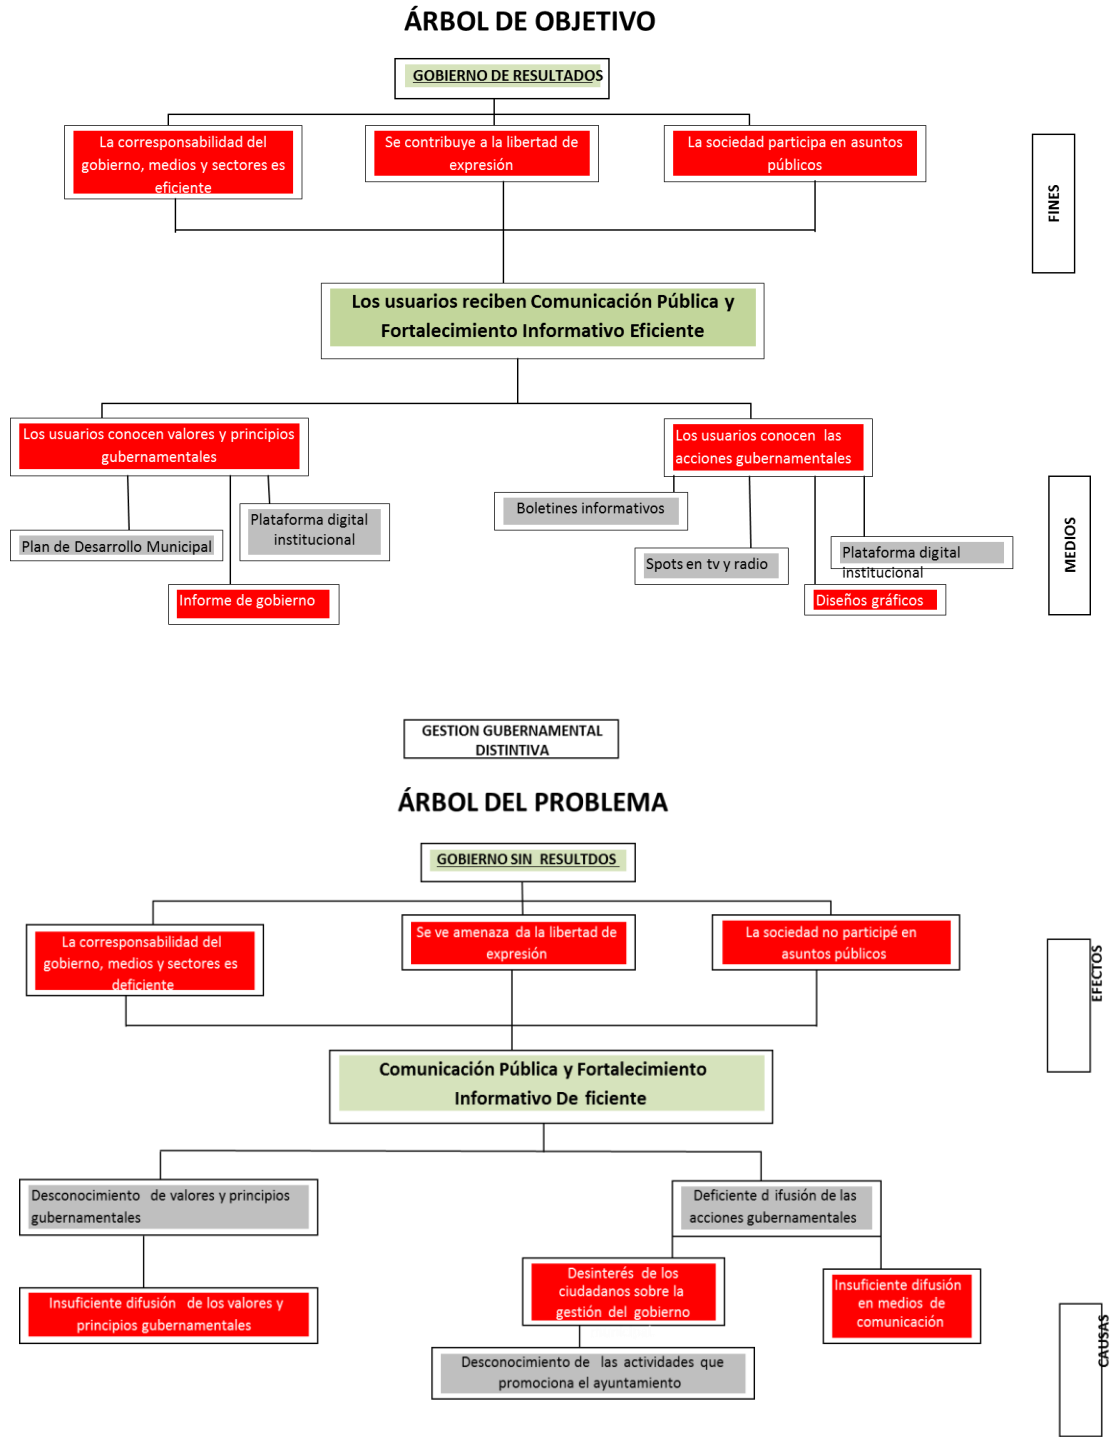 ÁRBOL DE OBJETIVO
GOBIERNO DE RESULTADOS
La corresponsabilidad del
gobierno, medios y sectores es
eficiente
Se contribuye a la libertad de
expresión
La sociedad participa en asuntos
públicos
FINES
Los usuarios reciben Comunicación Pública y
Fortalecimiento Informativo Eficiente
Los usuarios conocen valores y principios
gubernamentales
Los usuarios conocen las
acciones gubernamentales
Plan de Desarrollo Municipal
Plataforma digital
institucional
Informe de gobierno
Boletines informativos
Spots en tv y radio
Plataforma digital
institucional
Diseños gráficos
MEDIOS
GESTION GUBERNAMENTAL
DISTINTIVA
ÁRBOL DEL PROBLEMA
GOBIERNO SIN RESULTDOS
La corresponsabilidad del
gobierno, medios y sectores es
deficiente
Se ve amenaza da la libertad de
expresión
La sociedad no participé en
asuntos públicos
EFECTOS
Comunicación Pública y Fortalecimiento
Informativo De ficiente
Desconocimiento de valores y principios
gubernamentales
Deficiente d ifusión de las
acciones gubernamentales
Insuficiente difusión de los valores y
principios gubernamentales
Desinterés de los
ciudadanos sobre la
gestión del gobierno
Insuficiente difusión
en medios de
comunicación
Desconocimiento de las actividades que
promociona el ayuntamiento
CAUSAS